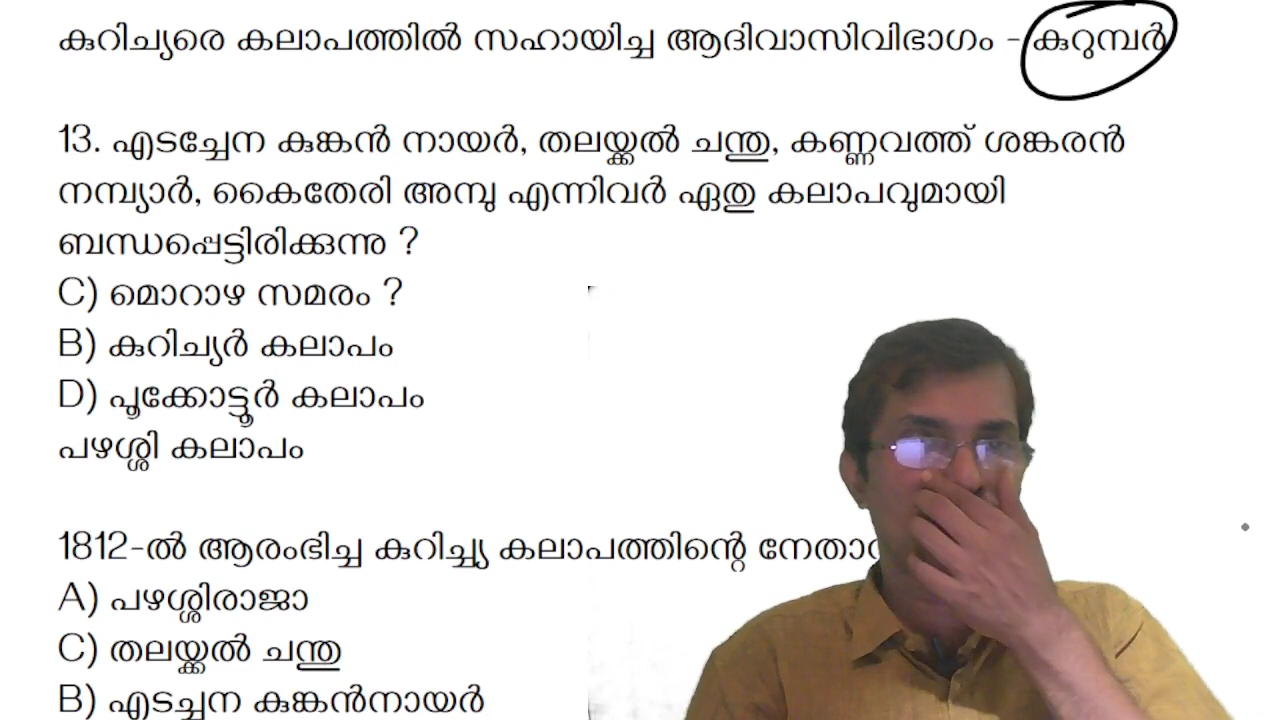 കുറിച്യരെ കലാപത്തിൽ സഹായിച്ച ആദിവാസിവിഭാഗം - കുറുമ്പർ
13. എടച്ചേന കുങ്കൻ നായർ, തലയ്ക്കൽ ചന്തു, കണ്ണവത്ത് ശങ്കരൻ
നമ്പ്യാർ, കൈതേരി അമ്പു എന്നിവർ ഏതു കലാപവുമായി
ബന്ധപ്പെട്ടിരിക്കുന്നു ?
C) മൊറാഴ സമരം ?
B) കുറിച്യർ കലാപം
D) പൂക്കോട്ടൂർ കലാപം
പഴശ്ശി കലാപം
1812-ൽ ആരംഭിച്ച കുറിച്ച്യ കലാപത്തിന്റെ
A) പഴശ്ശിരാജാ
C) തലയ്ക്കൽ ചന്തു
B) എടച്ചന കുങ്കൻനായർ